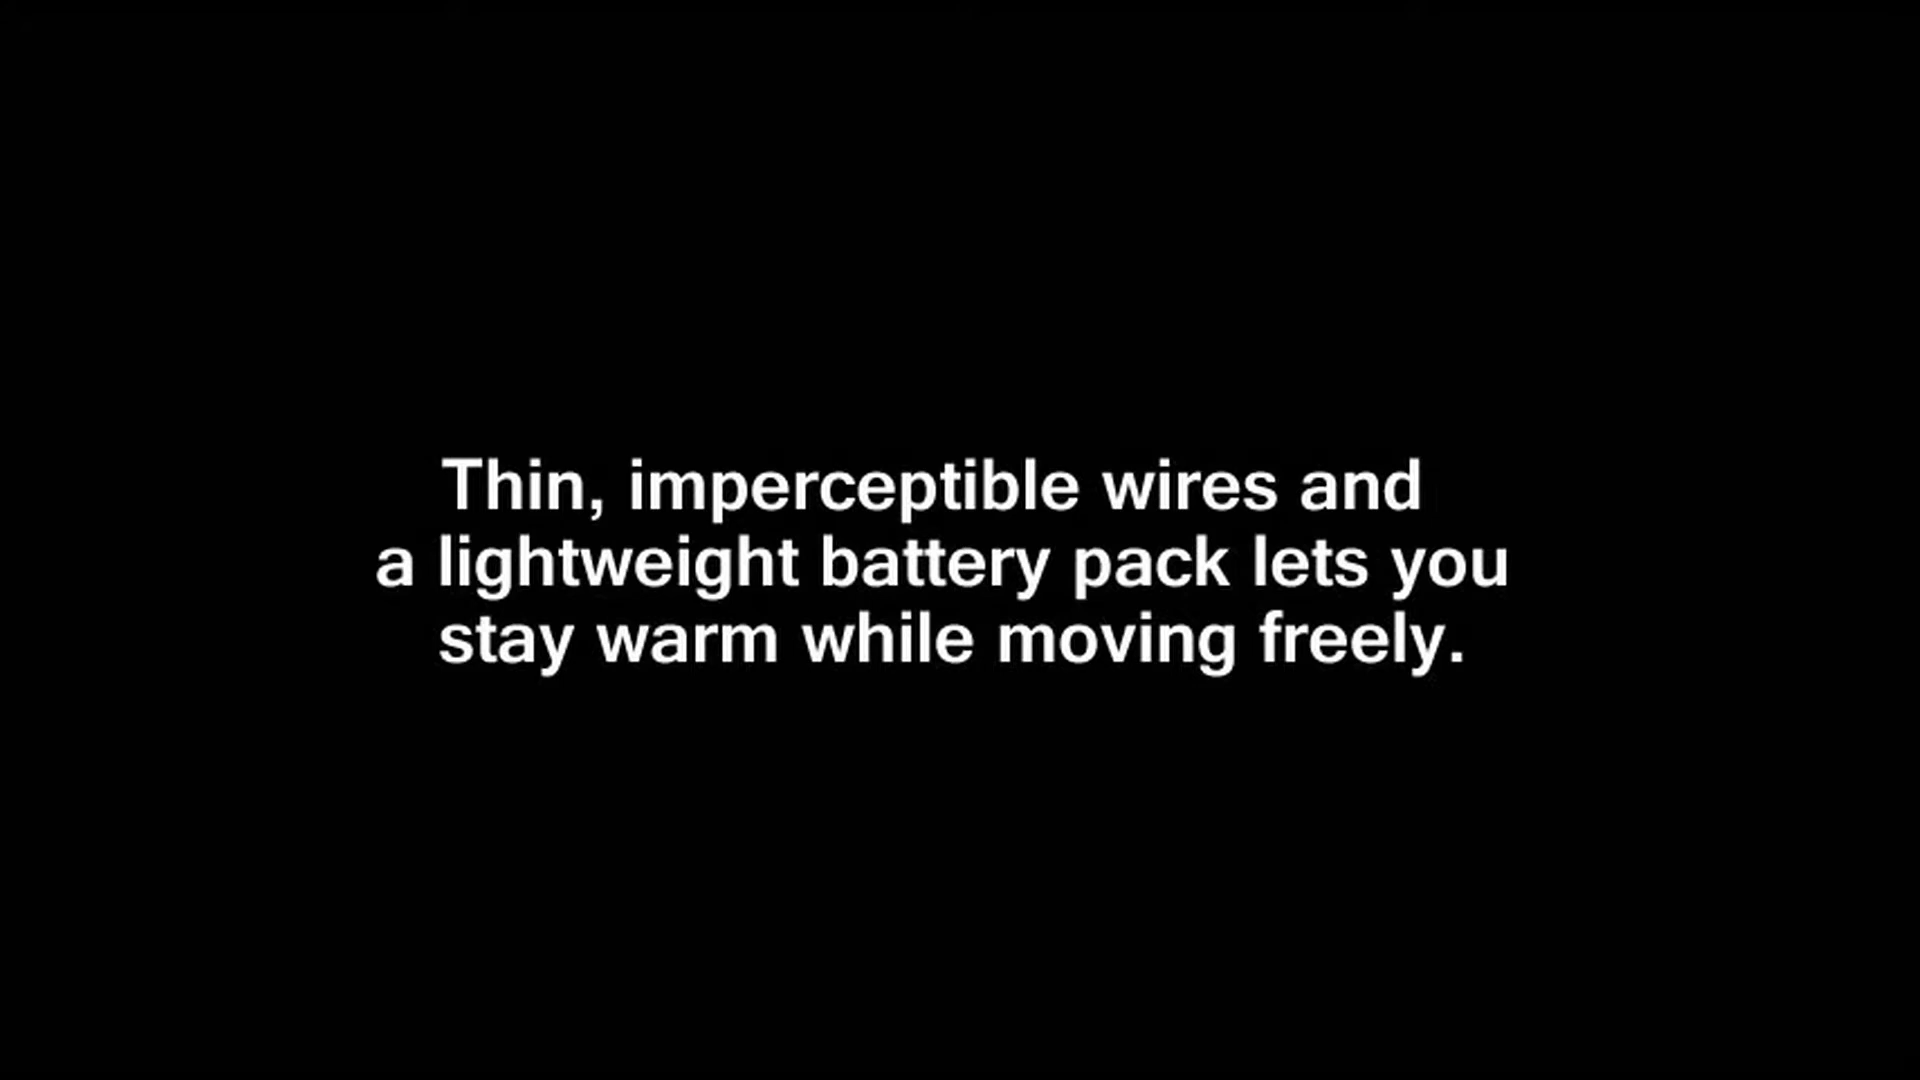 Thin, imperceptible wires and
a lightweight battery pack lets you
stay warm while moving freely.